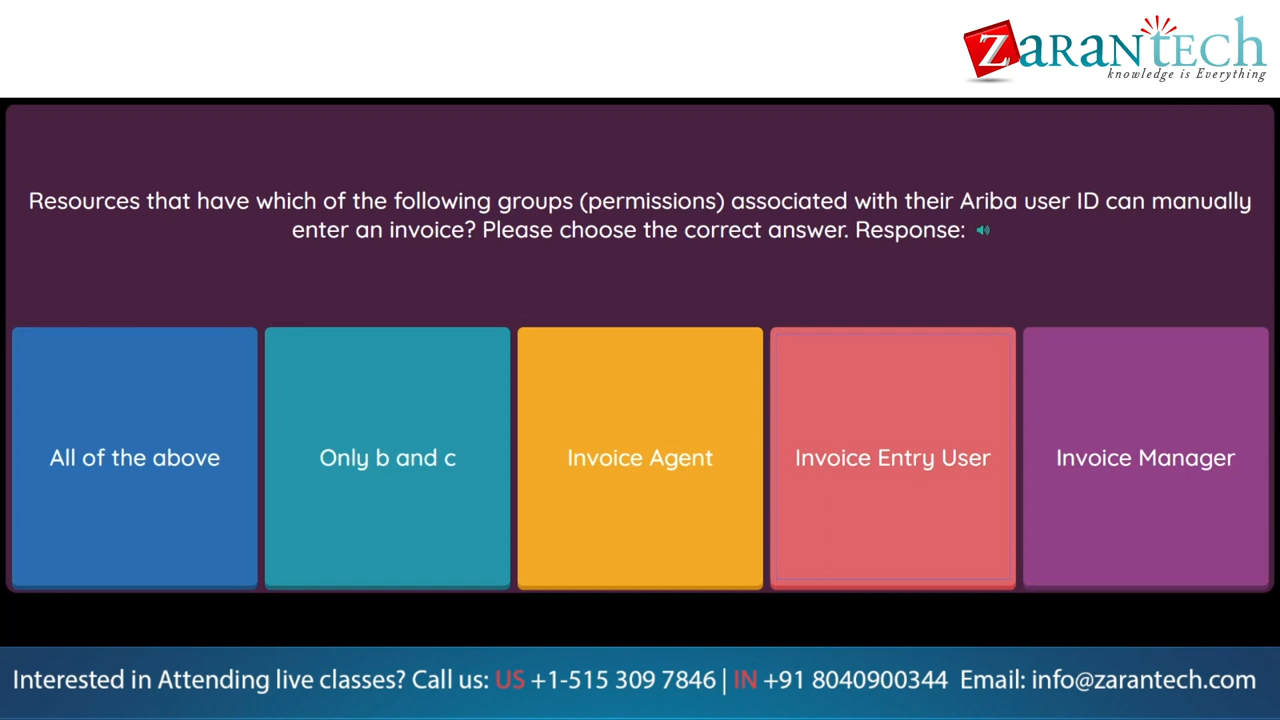 ZaranTech
knowledge is Everything
Resources that have which of the following groups (permissions) associated with their Ariba user ID can manually
enter an invoice? Please choose the correct answer. Response:
All of the above
Only b and c
Invoice Agent
Invoice Entry User
Invoice Manager
Interested in Attending live classes? Call us: US +1-515 309 7846 | IN +91 8040900344 Email: info@zarantech.com